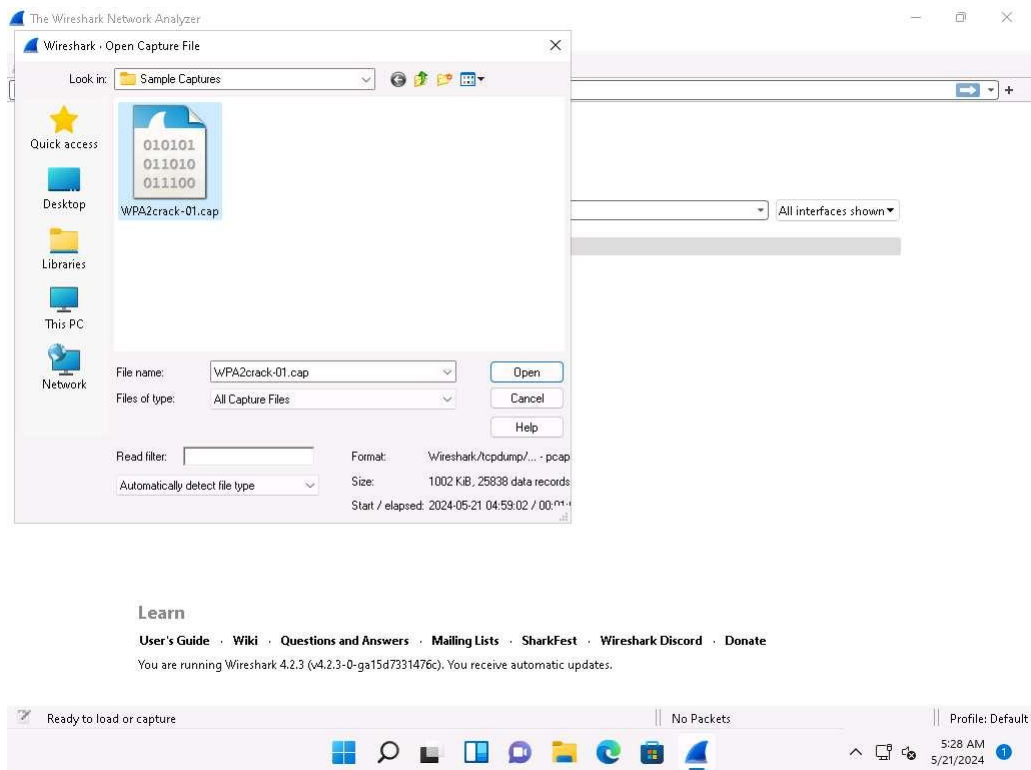 The Wireshark Network Analyzer
Wireshark · Open Capture File
Look in: Sample Captures
Quick access
Desktop
Libraries
This PC
Network
010101
011010
011100
WPA2crack-01.cap
All interfaces shown
File name: WPA2crack-01.cap
Files of type: All Capture Files
Open
Cancel
Help
Read filter:
Automatically detect file type
Format: Wireshark/tcpdump/... - pcap
Size: 1002 KiB, 25838 data records
Start / elapsed: 2024-05-21 04:59:02 /
Learn
User's Guide · Wiki · Questions and Answers · Mailing Lists · SharkFest · Wireshark Discord · Donate
You are running Wireshark 4.2.3 (v4.2.3-0-ga15d7331476c). You receive automatic updates.
Ready to load or capture
No Packets
Profile: Default
5:28 AM
5/21/2024
1